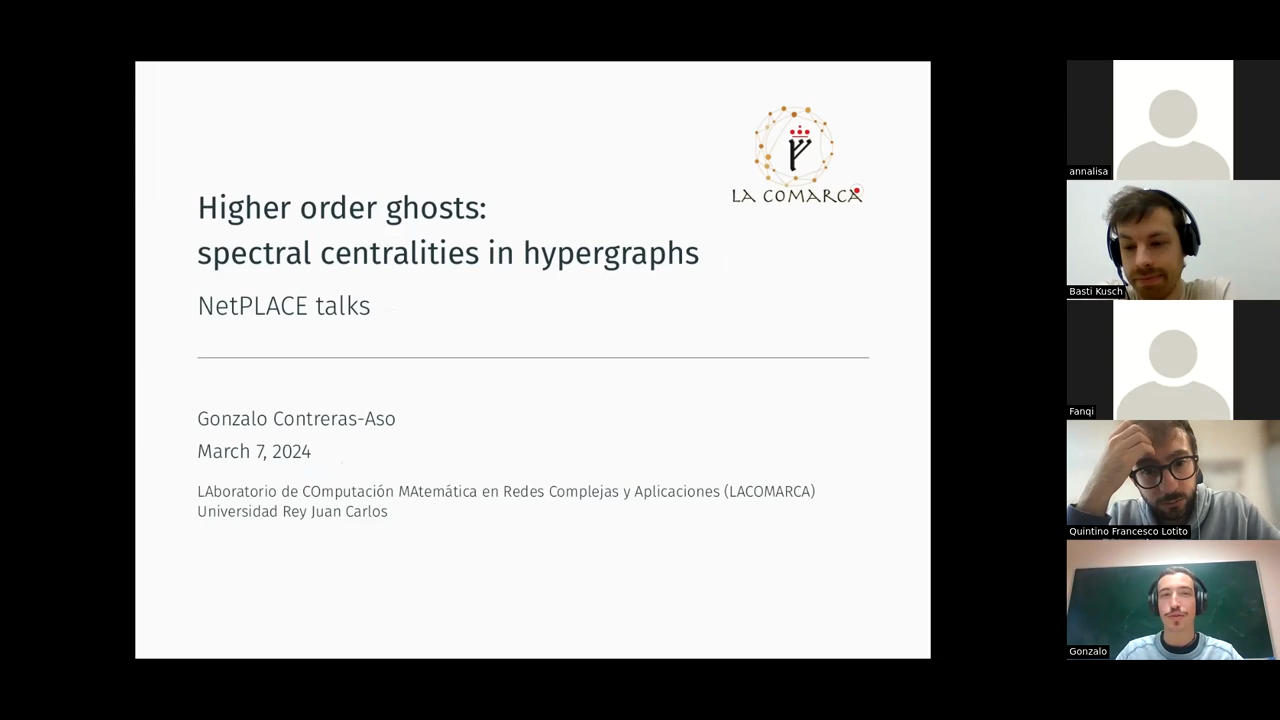 LA COMARCA
Higher order ghosts:
spectral centralities in hypergraphs
NetPLACE talks
Gonzalo Contreras-Aso
March 7, 2024
LAboratorio de COmputación MAtemática en Redes Complejas y Aplicaciones (LACOMARCA)
Universidad Rey Juan Carlos
annalisa
Basti Kusch
Fanqi
Quintino Francesco Lotito
Gonzalo